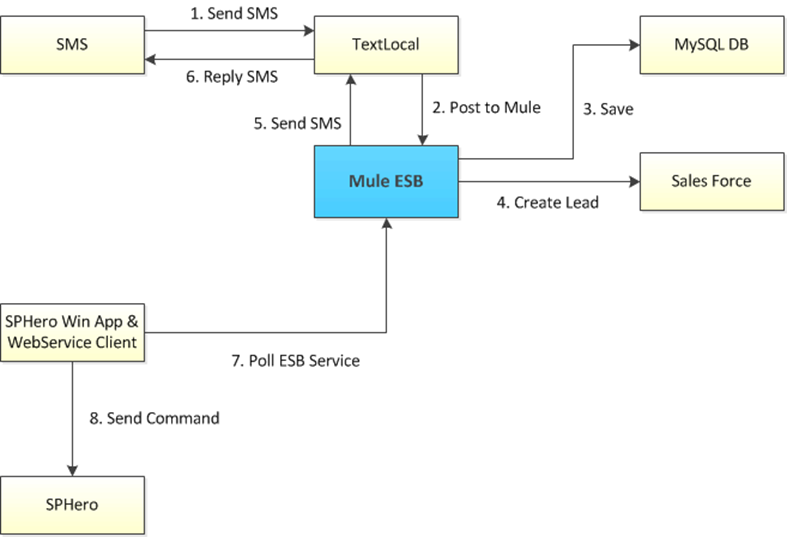 1. Send SMS
SMS
TextLocal
MySQL DB
6. Reply SMS
2. Post to Mule
3. Save
5. Send SMS
Mule ESB
Sales Force
4. Create Lead
SPHero Win App &
WebService Client
7. Poll ESB Service
8. Send Command
SPHero